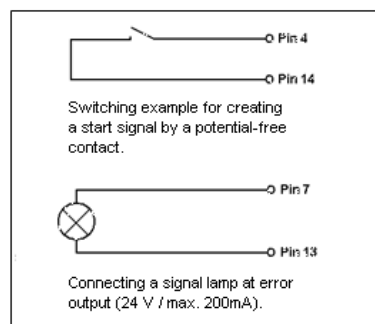 Pin 4
Pin 14
Switching example for creating
a start signal by a potential-free
contact.
Pin 7
Pin 13
Connecting a signal lamp at error
output (24 V / max. 200mA).